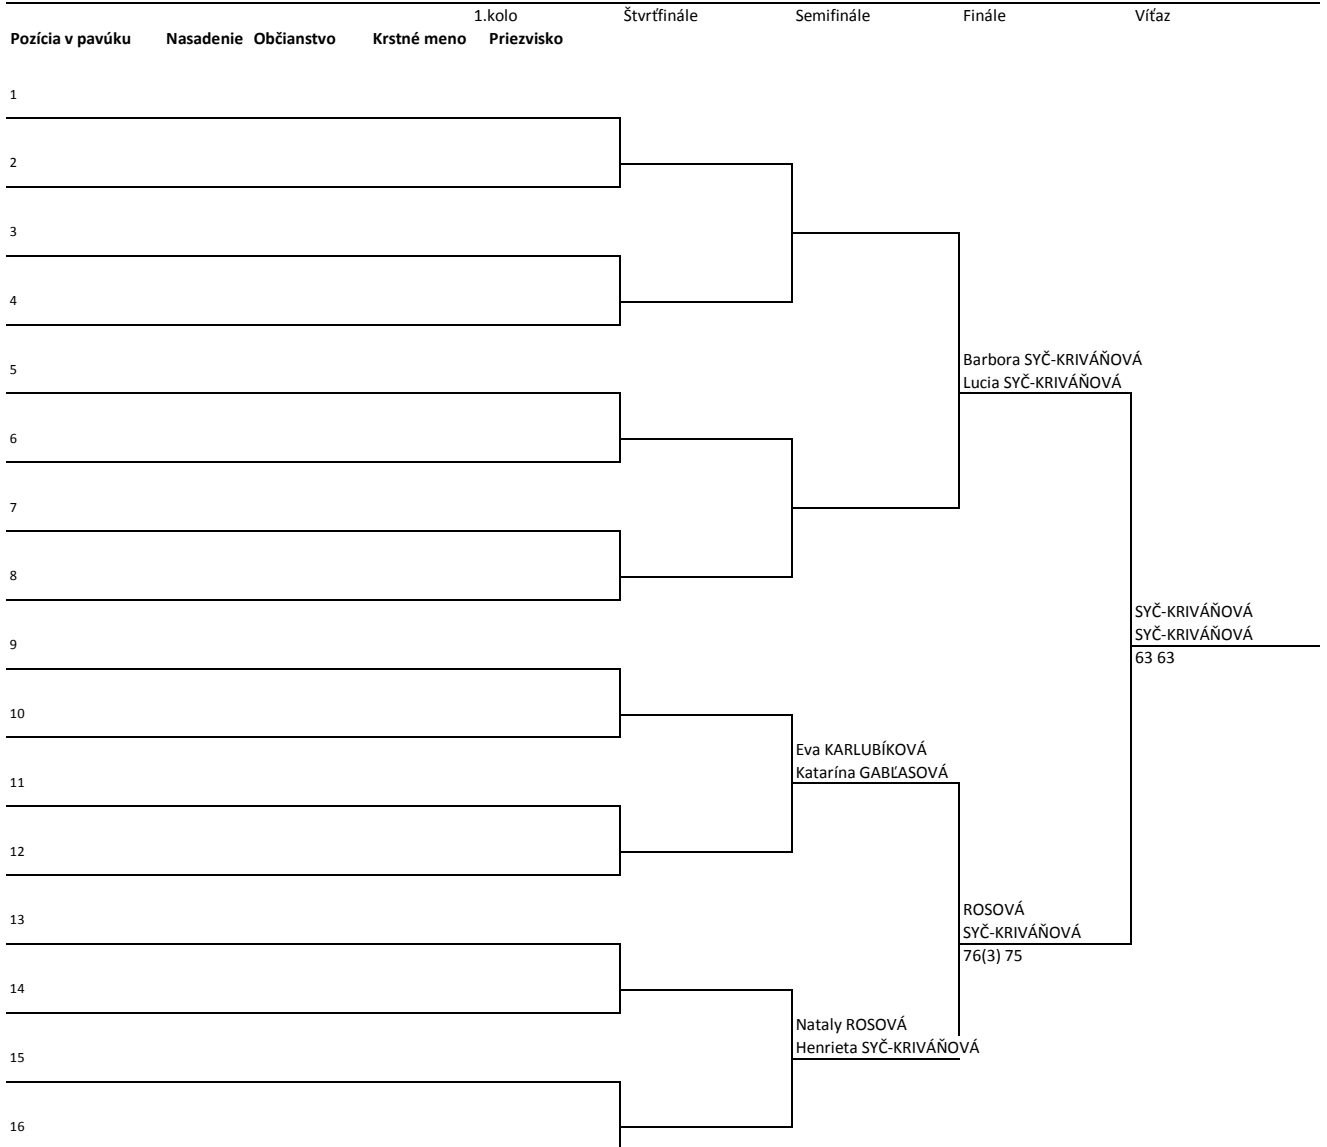 1.kolo Štvrťfinále Semifinále Finále Víťaz
Pozícia v pavúku Nasadenie Občianstvo Krstné meno Priezvisko
1
2
3
4
Barbora SYČ-KRIVÁŇOVÁ
5
Lucia SYČ-KRIVÁŇOVÁ
6
7
8
SYČ-KRIVÁŇOVÁ
SYČ-KRIVÁŇOVÁ
9
63 63
10
Eva KARLUBÍKOVÁ
Katarína GABĽASOVÁ
11
12
ROSOVÁ
13
SYČ-KRIVÁŇOVÁ
76(3) 75
14
Nataly ROSOVÁ
Henrieta SYČ-KRIVÁŇOVÁ
15
16